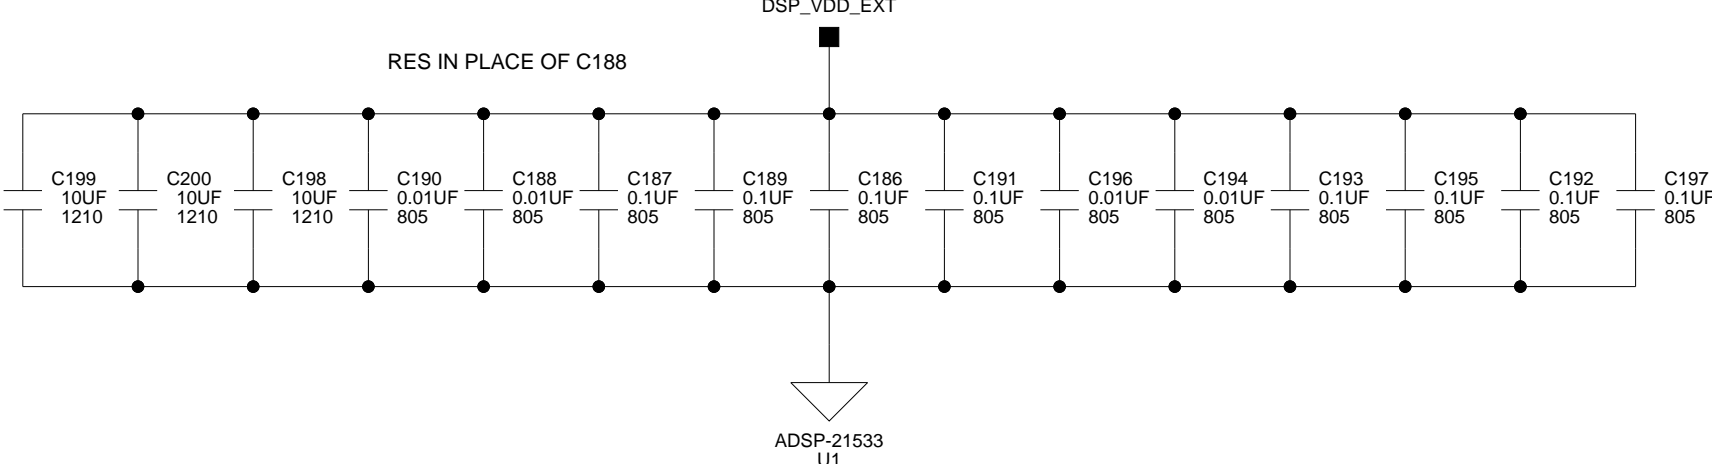 DSP_VDD_EXT
RES IN PLACE OF C188
C199
10UF
1210
C200
10UF
1210
C198
10UF
1210
C190
0.01UF
805
C188
0.01UF
805
C187
0.1UF
805
C189
0.1UF
805
C186
0.1UF
805
C191
0.1UF
805
C196
0.01UF
805
C194
0.01UF
805
C193
0.1UF
805
C195
0.1UF
805
C192
0.1UF
805
C197
0.1UF
805
ADSP-21533
U1